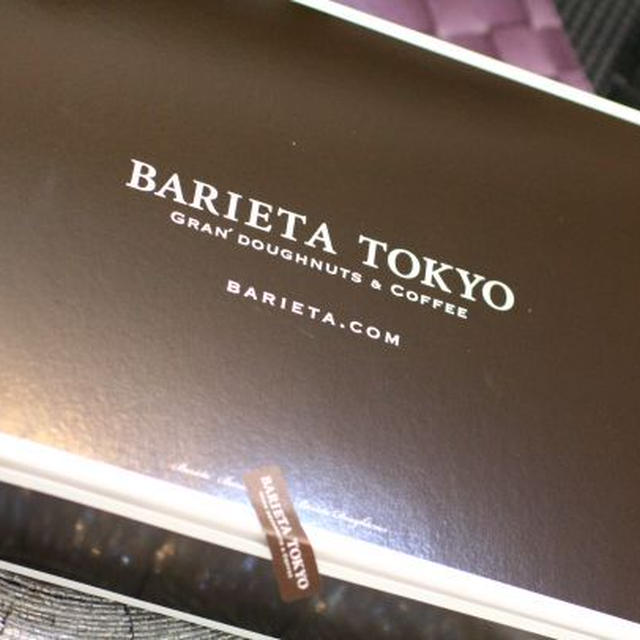 BARIETA TOKYO
GRAN' DOUGHNUTS & COFFEE
BARIETA.COM
BARIETA TOKYO